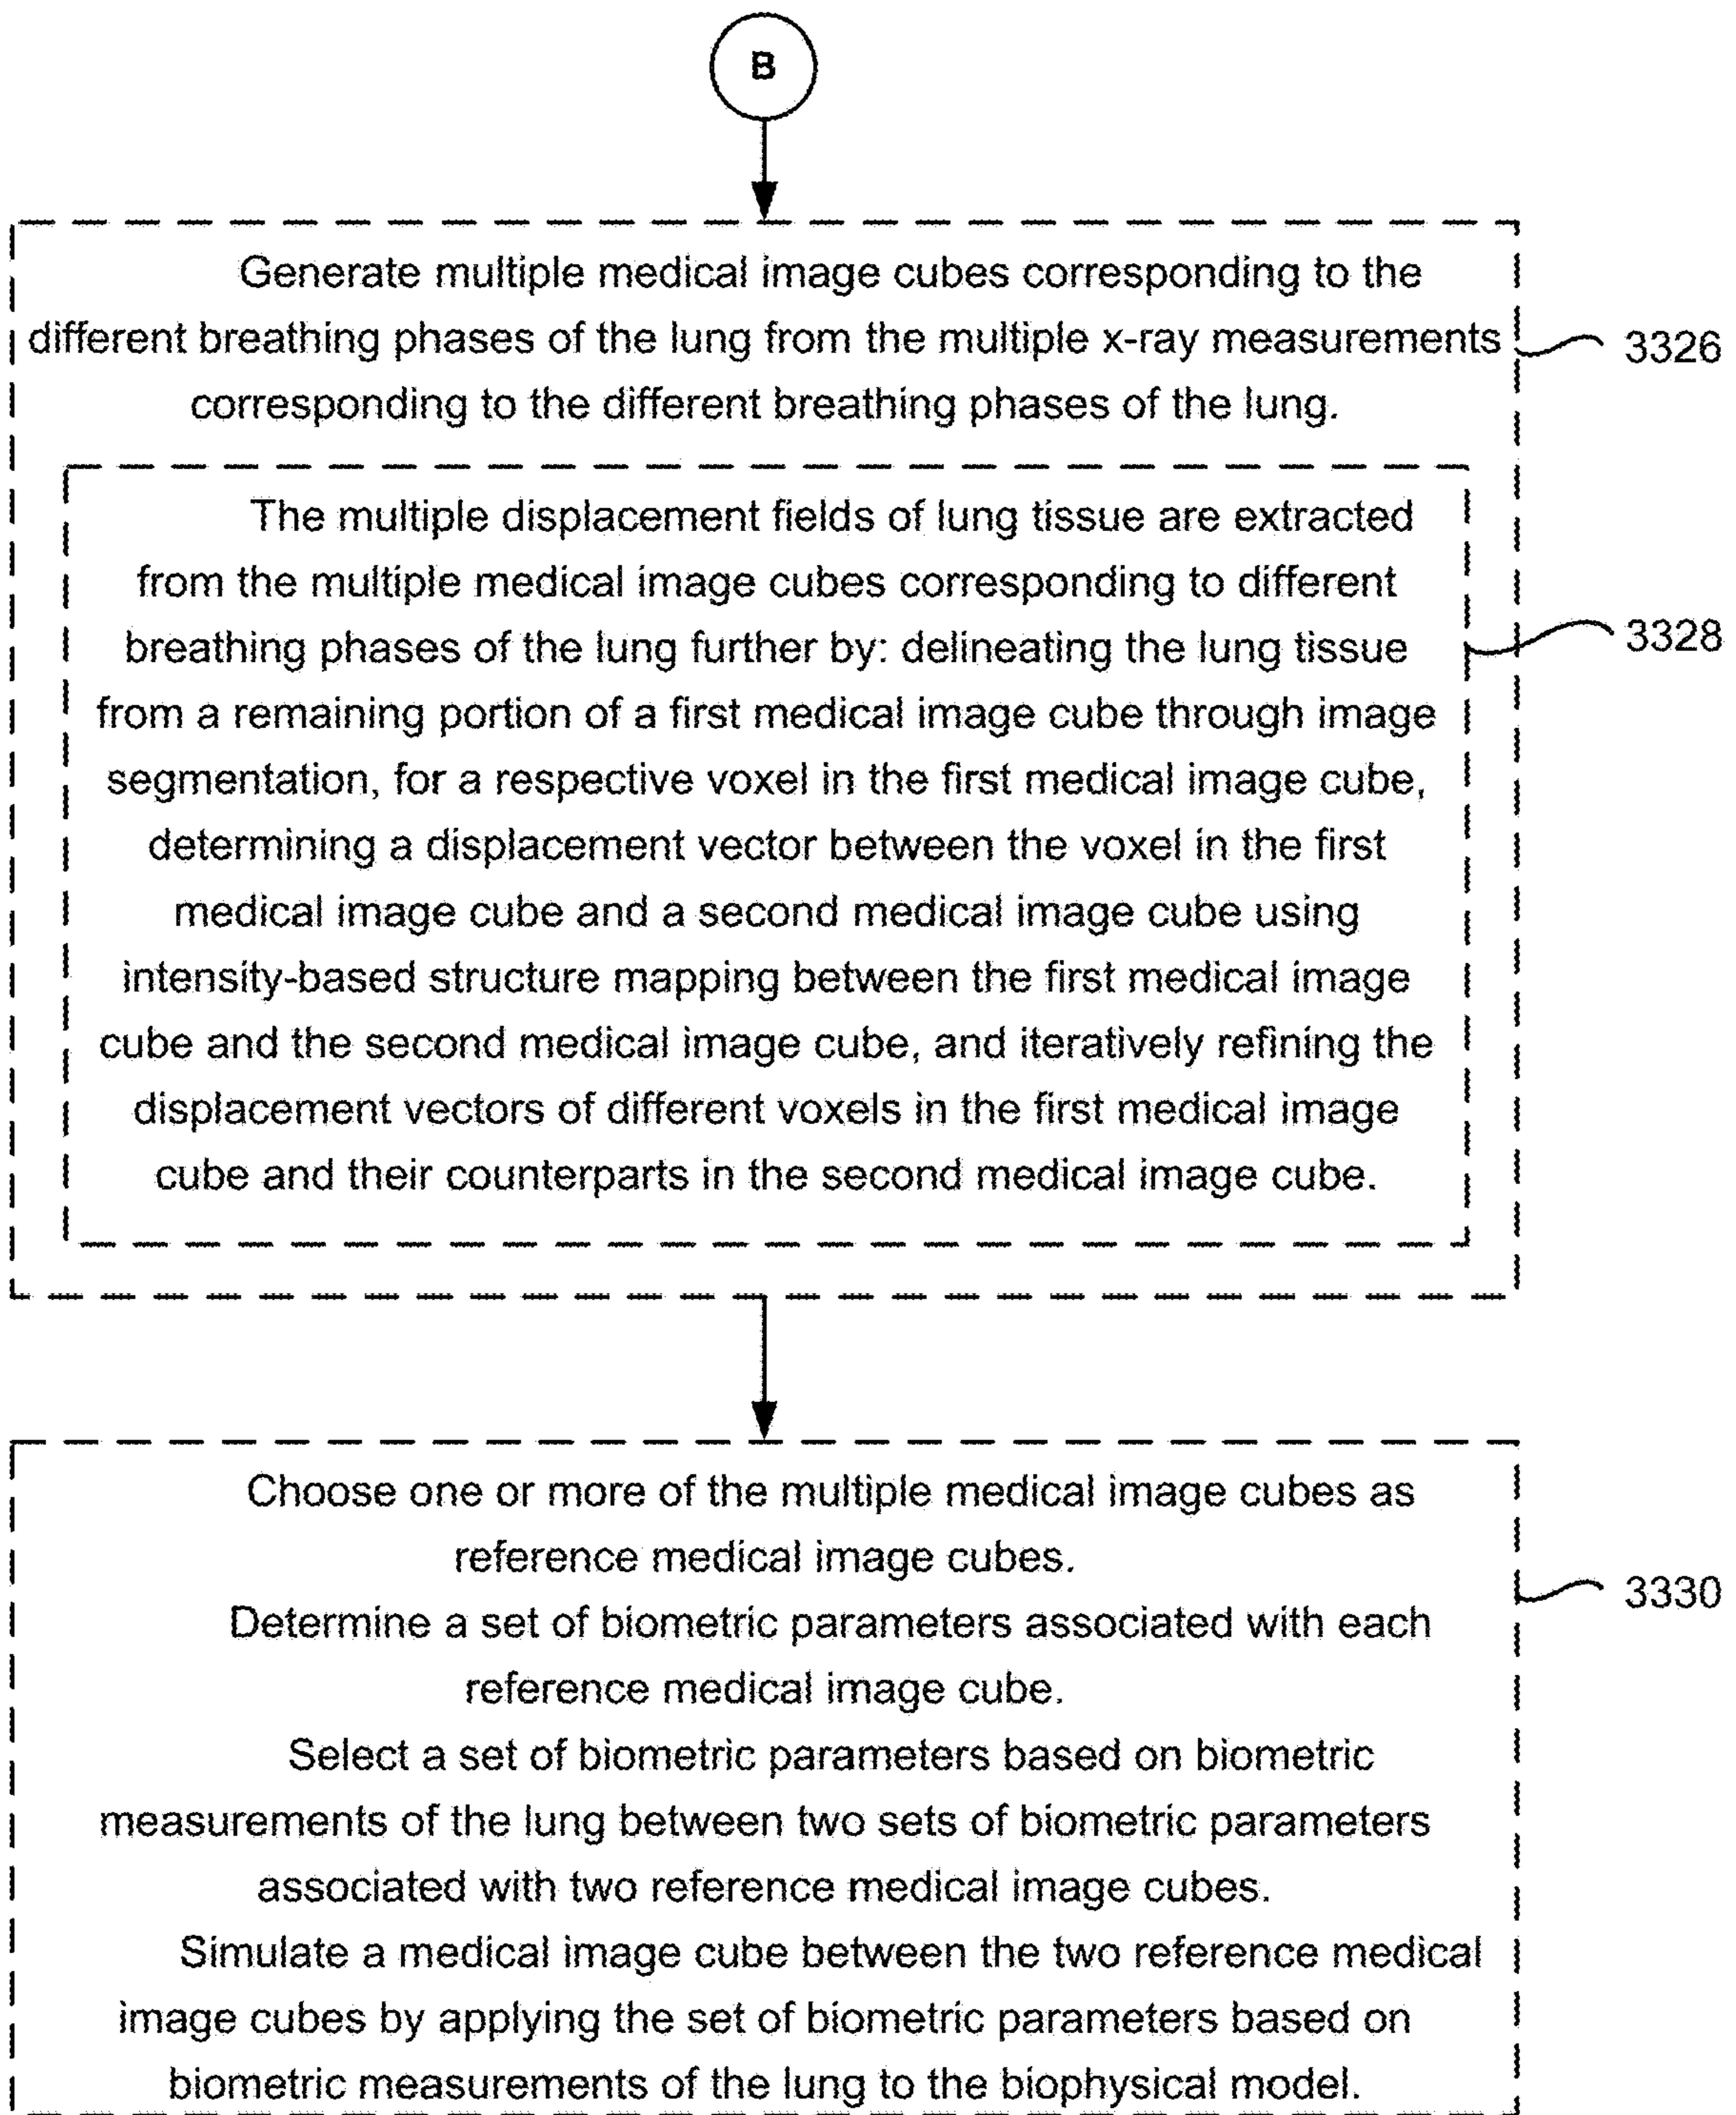 B
Generate multiple medical image cubes corresponding to the
different breathing phases of the lung from the multiple x-ray measurements
corresponding to the different breathing phases of the lung.
3326
The multiple displacement fields of lung tissue are extracted
from the multiple medical image cubes corresponding to different
breathing phases of the lung further by: delineating the lung tissue
from a remaining portion of a first medical image cube through image
segmentation, for a respective voxel in the first medical image cube,
determining a displacement vector between the voxel in the first
medical image cube and a second medical image cube using
intensity-based structure mapping between the first medical image
cube and the second medical image cube, and iteratively refining the
displacement vectors of different voxels in the first medical image
cube and their counterparts in the second medical image cube.
3328
Choose one or more of the multiple medical image cubes as
reference medical image cubes.
Determine a set of biometric parameters associated with each
reference medical image cube.
Select a set of biometric parameters based on biometric
measurements of the lung between two sets of biometric parameters
associated with two reference medical image cubes.
Simulate a medical image cube between the two reference medical
image cubes by applying the set of biometric parameters based on
biometric measurements of the lung to the biophysical model.
3330